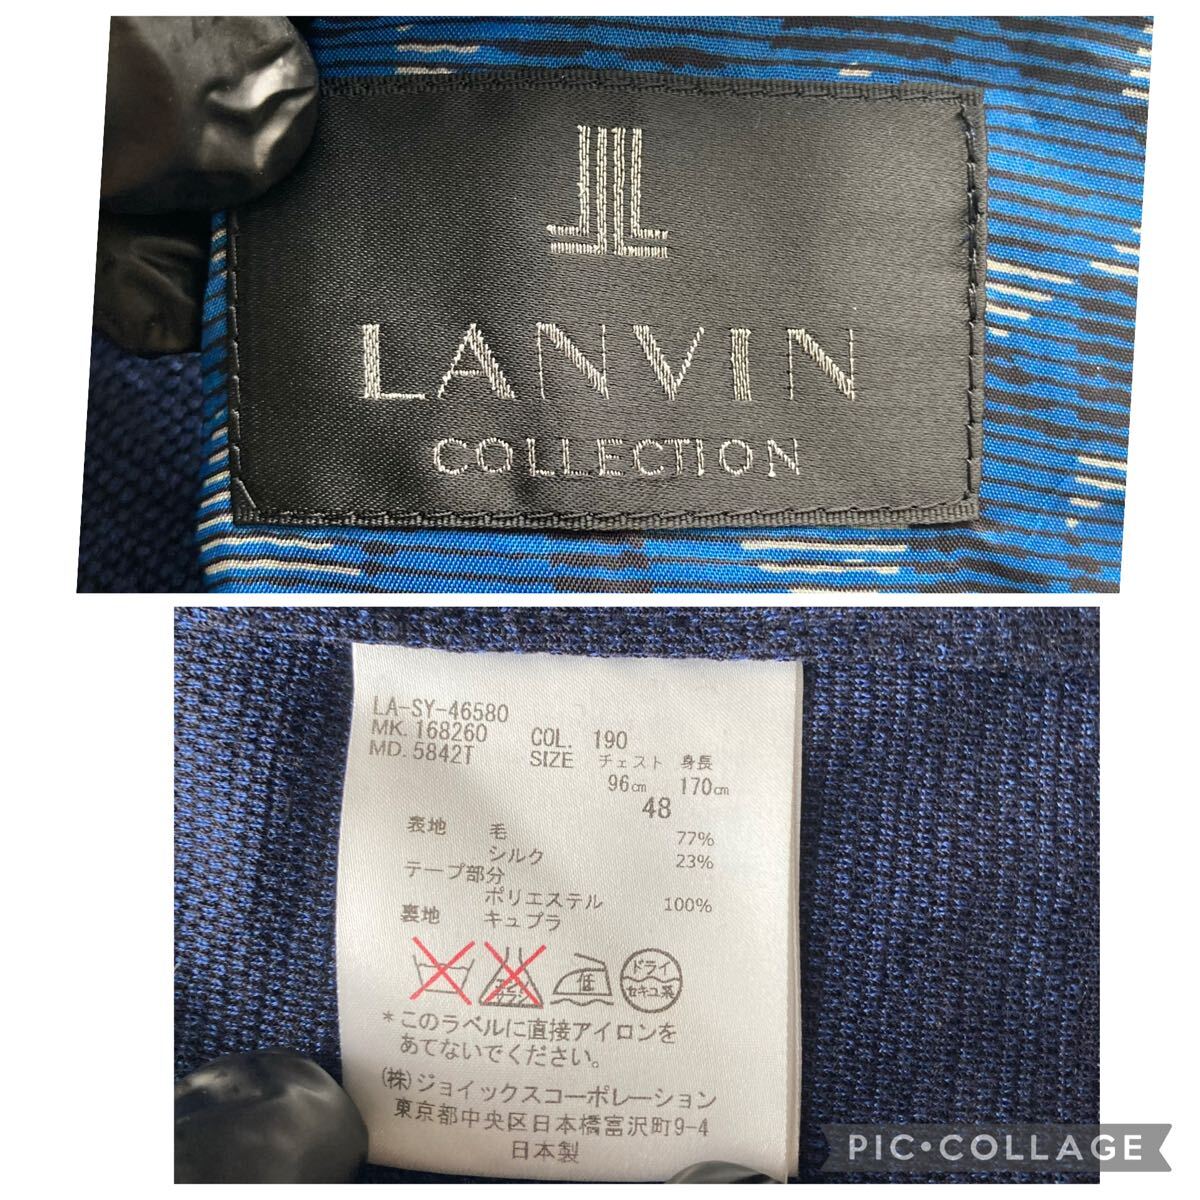 LANVIN
COLLECTION
LA-SY-46580
MK. 168260 COL. 190
MD. 5842T SIZE チェスト 身長
96cm 170cm
48
表地 毛 77%
シルク 23%
テープ部分
ポリエステル 100%
裏地 キュプラ
低
ドライ
セキユ系
*このラベルに直接アイロンを
あてないでください。
(株)ジョイックスコーポレーション
東京都中央区日本橋富沢町9-4
日本製
PIC•COLLAGE